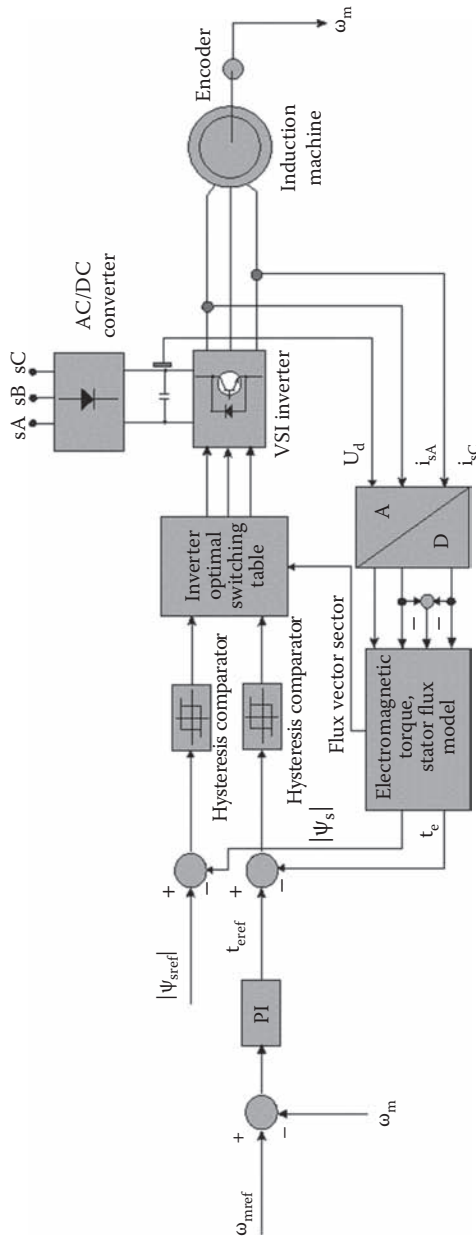 ω_mref
+
−
ω_m
PI
t_eref
|ψ_sref|
+
−
+
−
|ψ_s|
t_e
Hysteresis comparator
Hysteresis comparator
Flux vector sector
Electromagnetic
torque,
stator flux
model
Inverter
optimal
switching
table
−
−
A
D
U_d
i_sA
i_sC
sA
sB
sC
AC/DC
converter
VSI inverter
Induction
machine
Encoder
ω_m